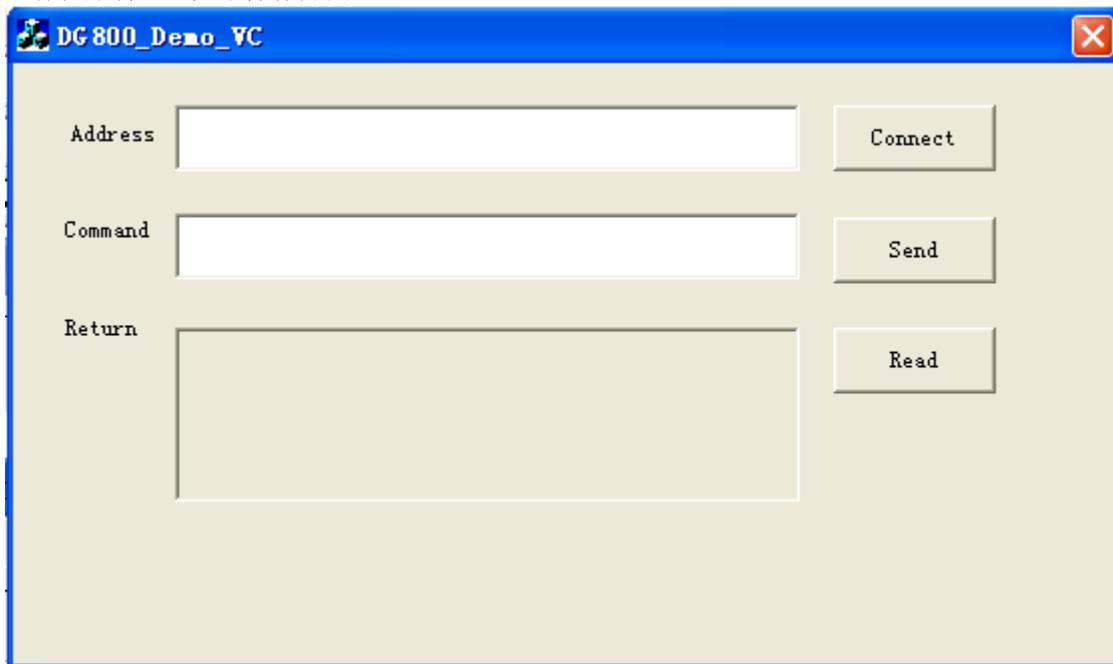 DG800_Demo_VC
Address
Connect
Command
Send
Return
Read